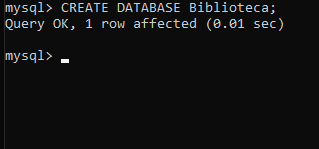 mysql> CREATE DATABASE Biblioteca;
Query OK, 1 row affected (0.01 sec)
mysql>